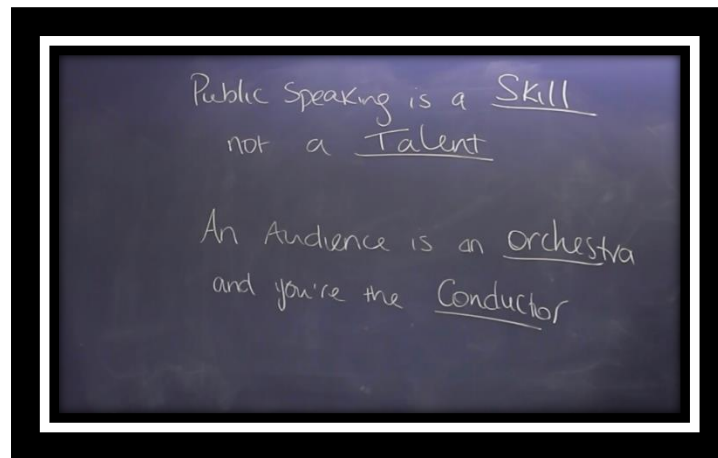 Public Speaking is a Skill
not a Talent
An Audience is an orchestra
and you're the Conductor